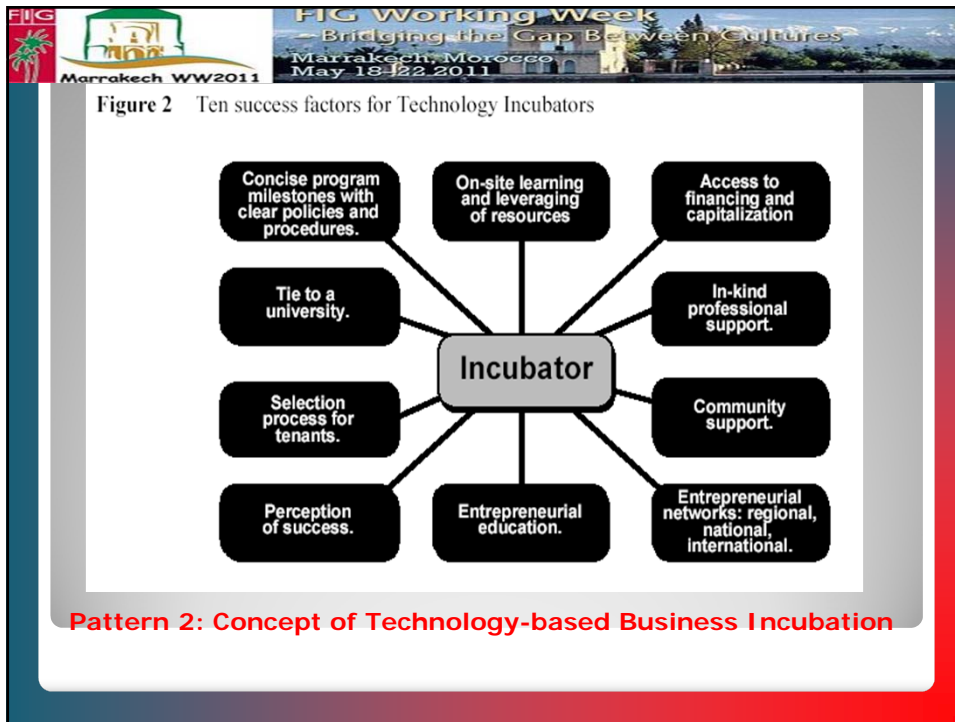 FIG
Marrakech WW2011
FIG Working Week
Bridging the Gap Between Cultures
Marrakech, Morocco
May 18-22 2011
Figure 2 Ten success factors for Technology Incubators
Concise program
milestones with
clear policies and
procedures.
On-site learning
and leveraging
of resources
Access to
financing and
capitalization
Tie to a
university.
In-kind
professional
support.
Incubator
Selection
process for
tenants.
Community
support.
Perception
of success.
Entrepreneurial
education.
Entrepreneurial
networks: regional,
national,
international.
Pattern 2: Concept of Technology-based Business Incubation